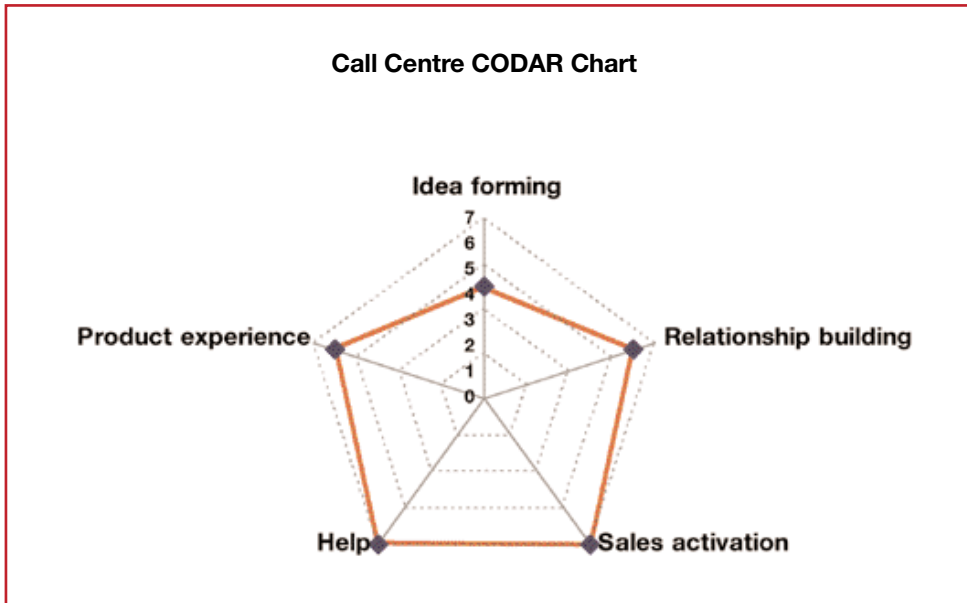 Call Centre CODAR Chart
Idea forming
7
6
5
4
3
2
1
0
Product experience
Relationship building
Help
Sales activation